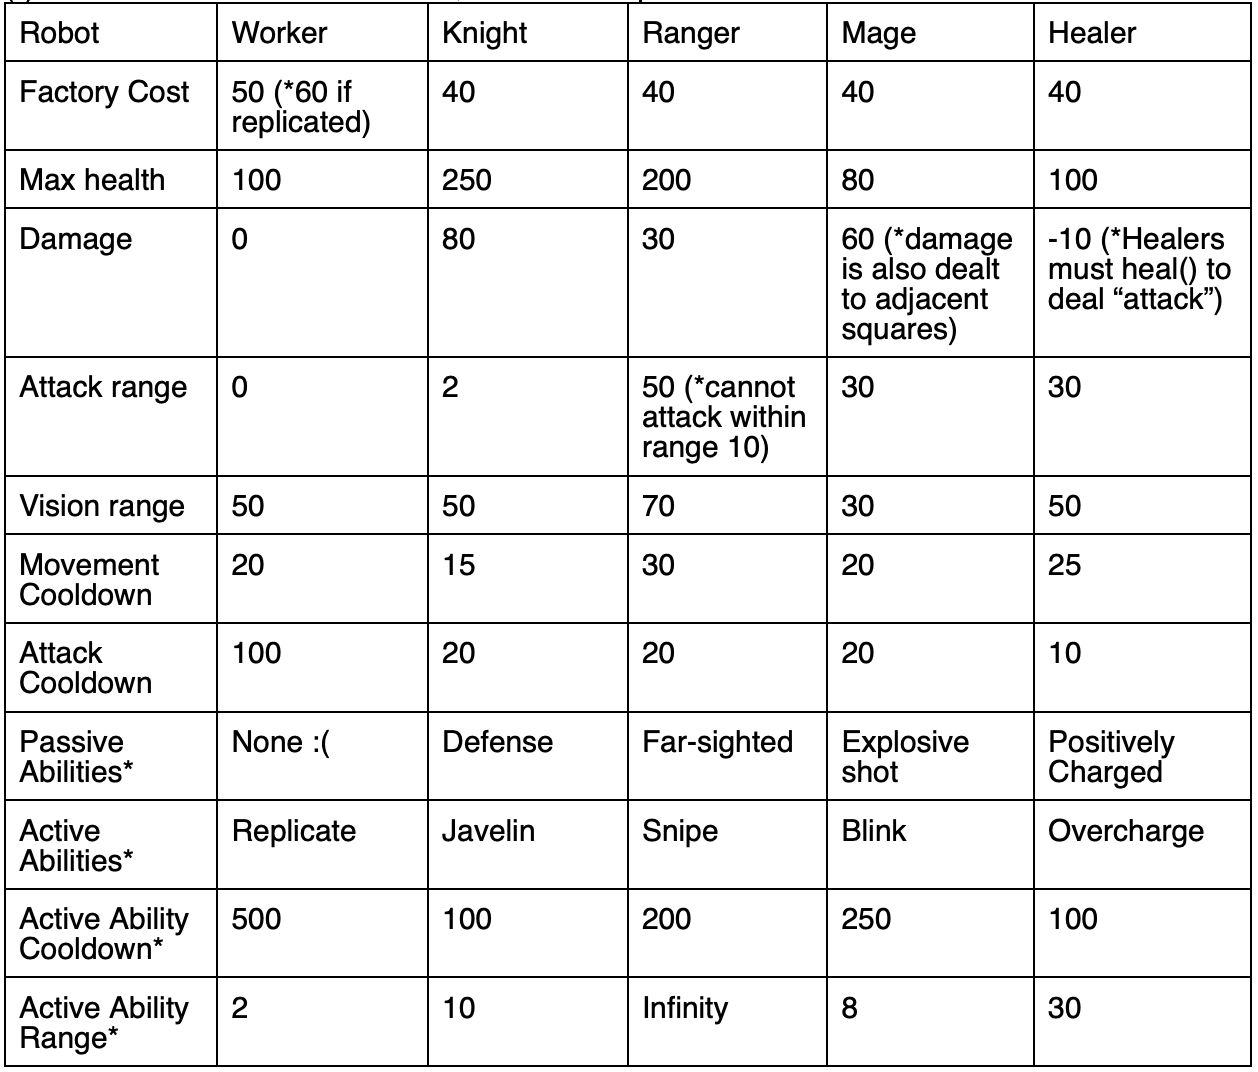 Robot Worker Knight Ranger Mage Healer
Factory Cost 50 (*60 if 40 40 40 40
replicated)
Max health 100 250 200 80 100
Damage 0 80 30 60 (*damage -10 (*Healers
is also dealt must heal() to
to adjacent deal “attack”)
squares)
Attack range 0 2 50 (*cannot 30 30
attack within
range 10)
Vision range 50 50 70 30 50
Movement 20 15 30 20 25
Cooldown
Attack 100 20 20 20 10
Cooldown
Passive None :( Defense Far-sighted Explosive Positively
Abilities* shot Charged
Active Replicate Javelin Snipe Blink Overcharge
Abilities*
Active Ability 500 100 200 250 100
Cooldown*
Active Ability 2 10 Infinity 8 30
Range*